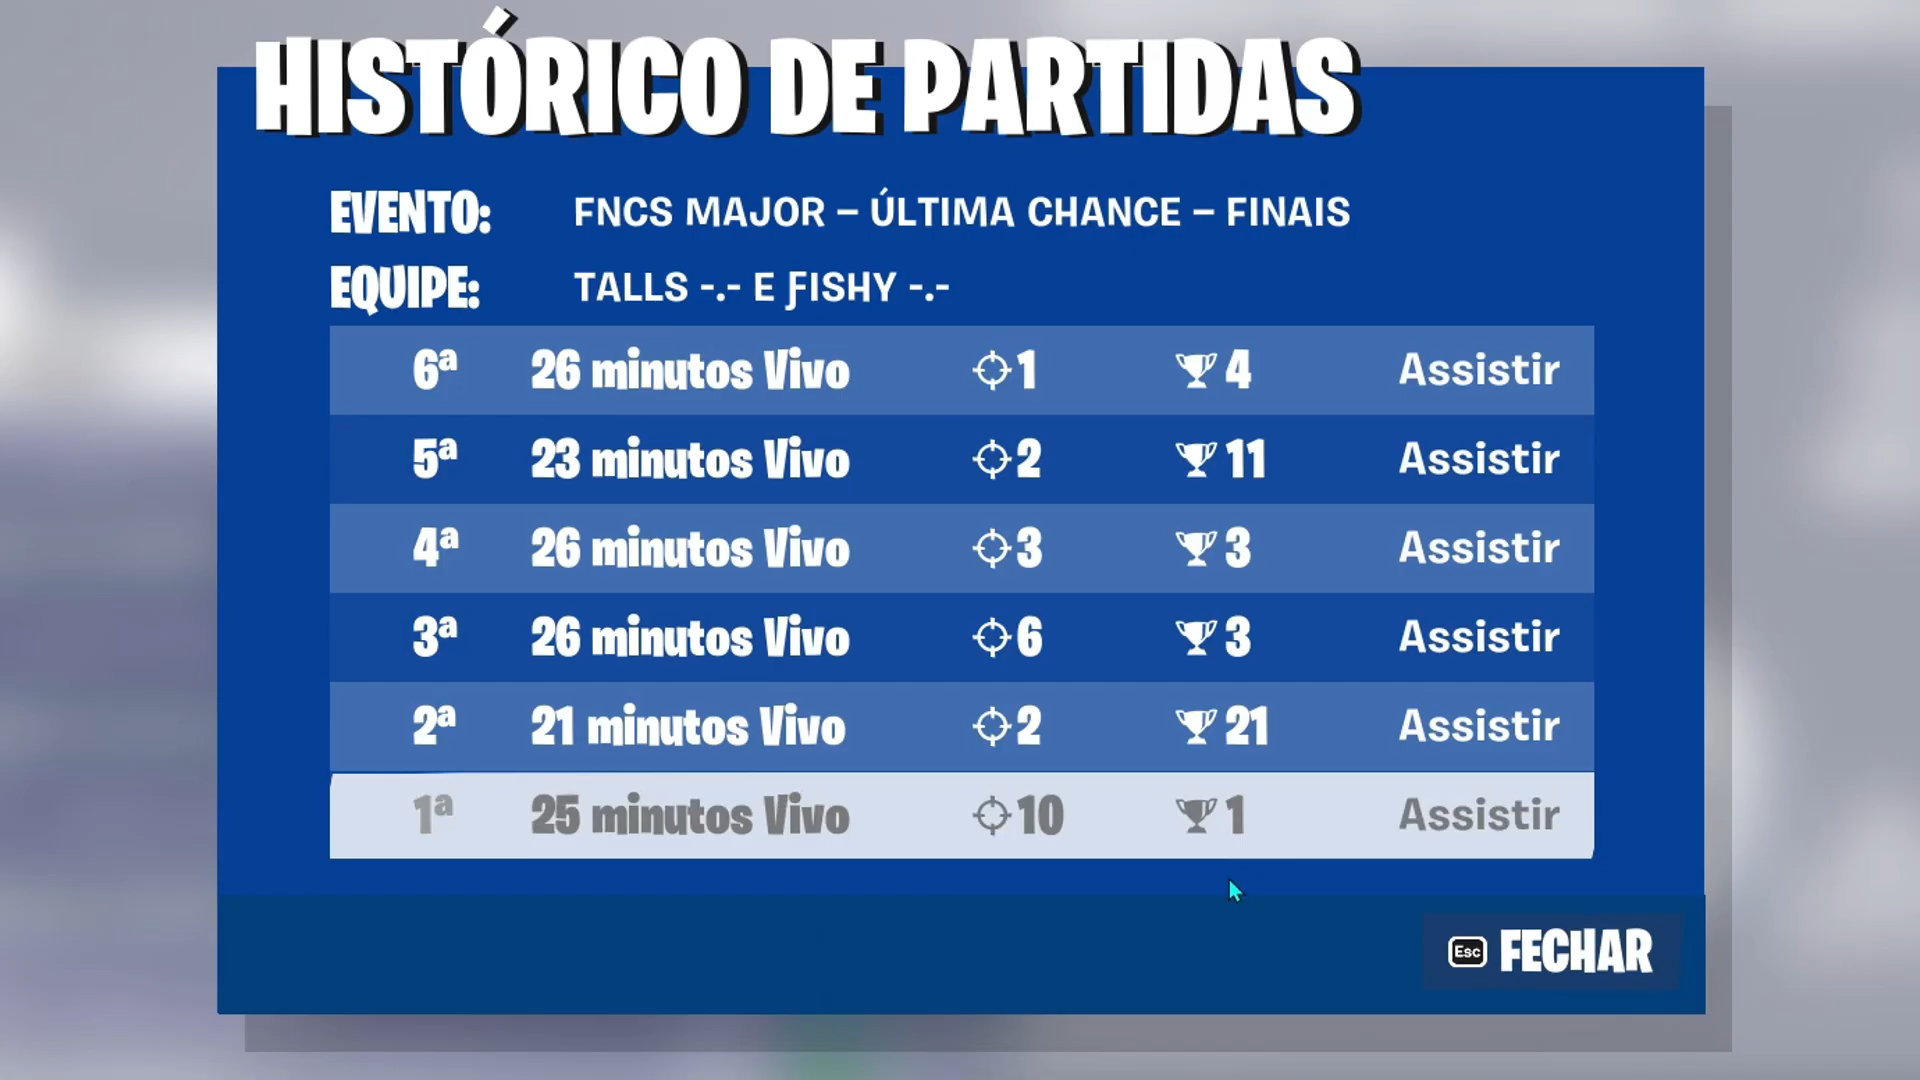 HISTÓRICO DE PARTIDAS
EVENTO: FNCS MAJOR – ÚLTIMA CHANCE – FINAIS
EQUIPE: TALLS -.- E ƑISHY -.-
6ª 26 minutos Vivo 1 4 Assistir
5ª 23 minutos Vivo 2 11 Assistir
4ª 26 minutos Vivo 3 3 Assistir
3ª 26 minutos Vivo 6 3 Assistir
2ª 21 minutos Vivo 2 21 Assistir
1ª 25 minutos Vivo 10 1 Assistir
Esc FECHAR